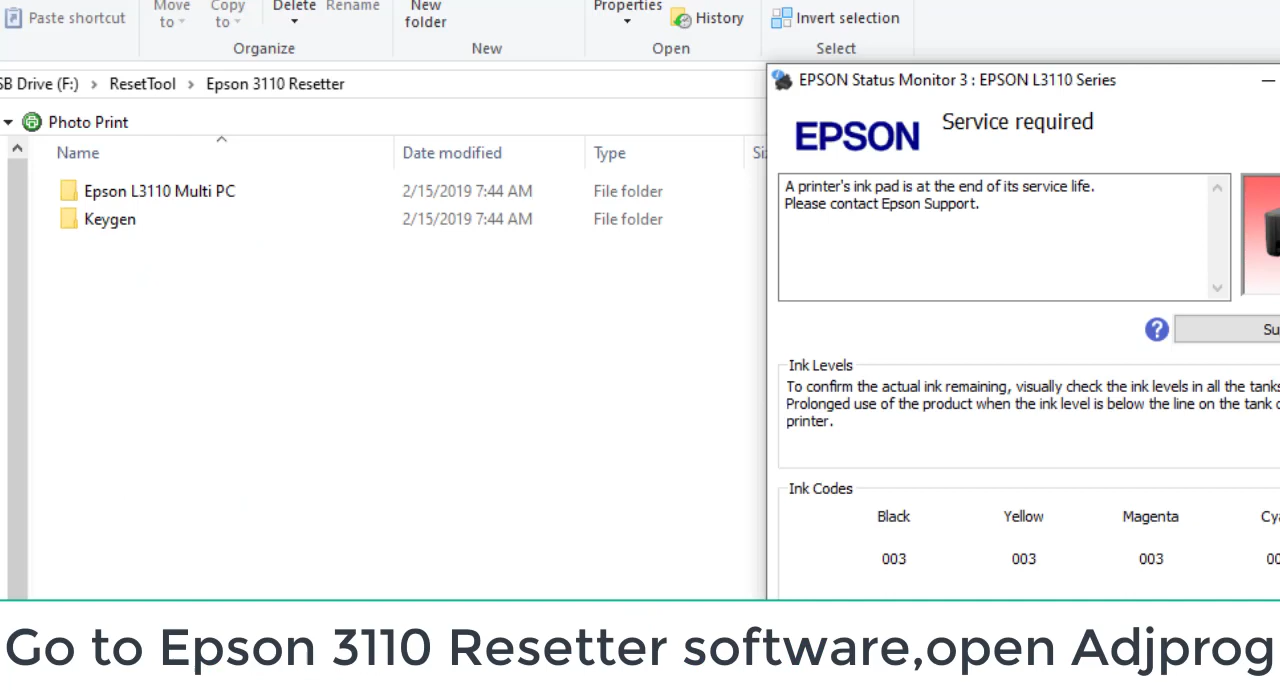 Paste shortcut
Move to
Copy to
Delete
Rename
Organize
New folder
New
Properties
History
Open
Invert selection
Select
SB Drive (F:) > ResetTool > Epson 3110 Resetter
Photo Print
Name Date modified Type
Epson L3110 Multi PC 2/15/2019 7:44 AM File folder
Keygen 2/15/2019 7:44 AM File folder
EPSON Status Monitor 3 : EPSON L3110 Series
EPSON
Service required
A printer's ink pad is at the end of its service life.
Please contact Epson Support.
?
Ink Levels
To confirm the actual ink remaining, visually check the ink levels in all the tanks
Prolonged use of the product when the ink level is below the line on the tank
printer.
Ink Codes
Black Yellow Magenta
003 003 003
Go to Epson 3110 Resetter software,open Adjprog